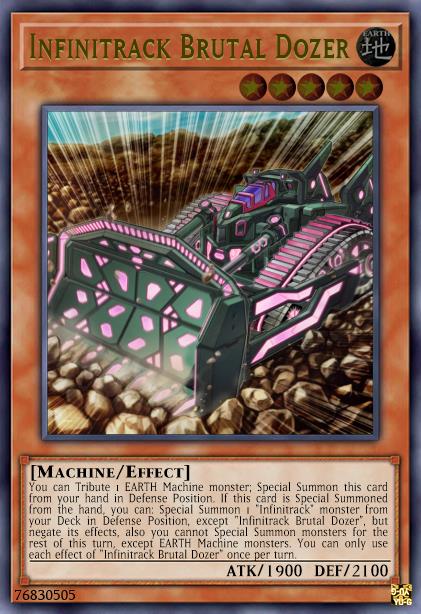 INFINITRACK BRUTAL DOZER
EARTH
地
[MACHINE/EFFECT]
You can Tribute 1 EARTH Machine monster; Special Summon this card
from your hand in Defense Position. If this card is Special Summoned
from the hand, you can: Special Summon 1 "Infinitrack" monster from
your Deck in Defense Position, except "Infinitrack Brutal Dozer", but
negate its effects, also you cannot Special Summon monsters for the
rest of this turn, except EARTH Machine monsters. You can only use
each effect of "Infinitrack Brutal Dozer" once per turn.
ATK/1900 DEF/2100
76830505